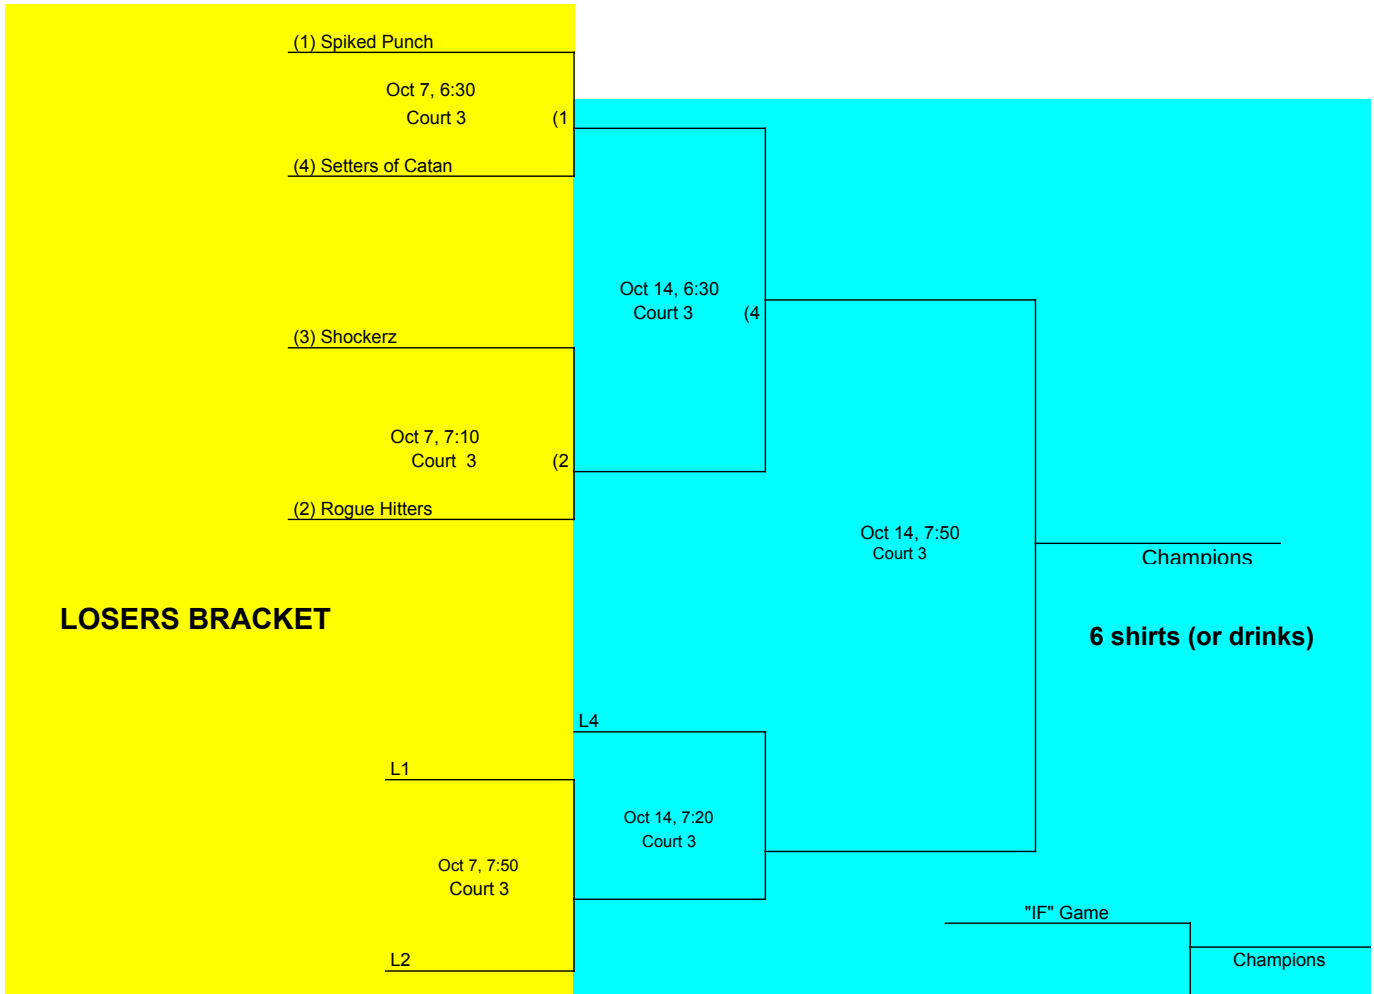 (1) Spiked Punch
Oct 7, 6:30
Court 3 (1
(4) Setters of Catan
Oct 14, 6:30
Court 3 (4
(3) Shockerz
Oct 7, 7:10
Court  3 (2
(2) Rogue Hitters
Oct 14, 7:50
Court 3
Champions
LOSERS BRACKET
6 shirts (or drinks)
L4
L1
Oct 14, 7:20
Court 3
Oct 7, 7:50
Court 3
"IF" Game
L2
Champions